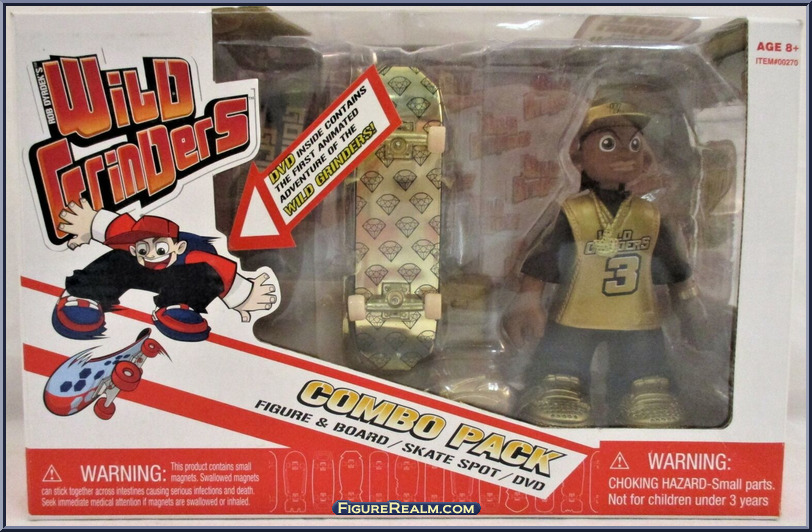 ROB DYRDEK'S
WILD
GRINDERS
DVD INSIDE CONTAINS
THE FIRST ANIMATED
ADVENTURE OF THE
WILD GRINDERS!
AGE 8+
ITEM#00270
WILD
GRINDERS
3
COMBO PACK
FIGURE & BOARD/SKATE SPOT/DVD
WARNING: This product contains small
magnets. Swallowed magnets
can stick together across intestines causing serious infections and death.
Seek immediate medical attention if magnets are swallowed or inhaled.
WARNING:
CHOKING HAZARD-Small parts.
Not for children under 3 years
FIGUREREALM.COM